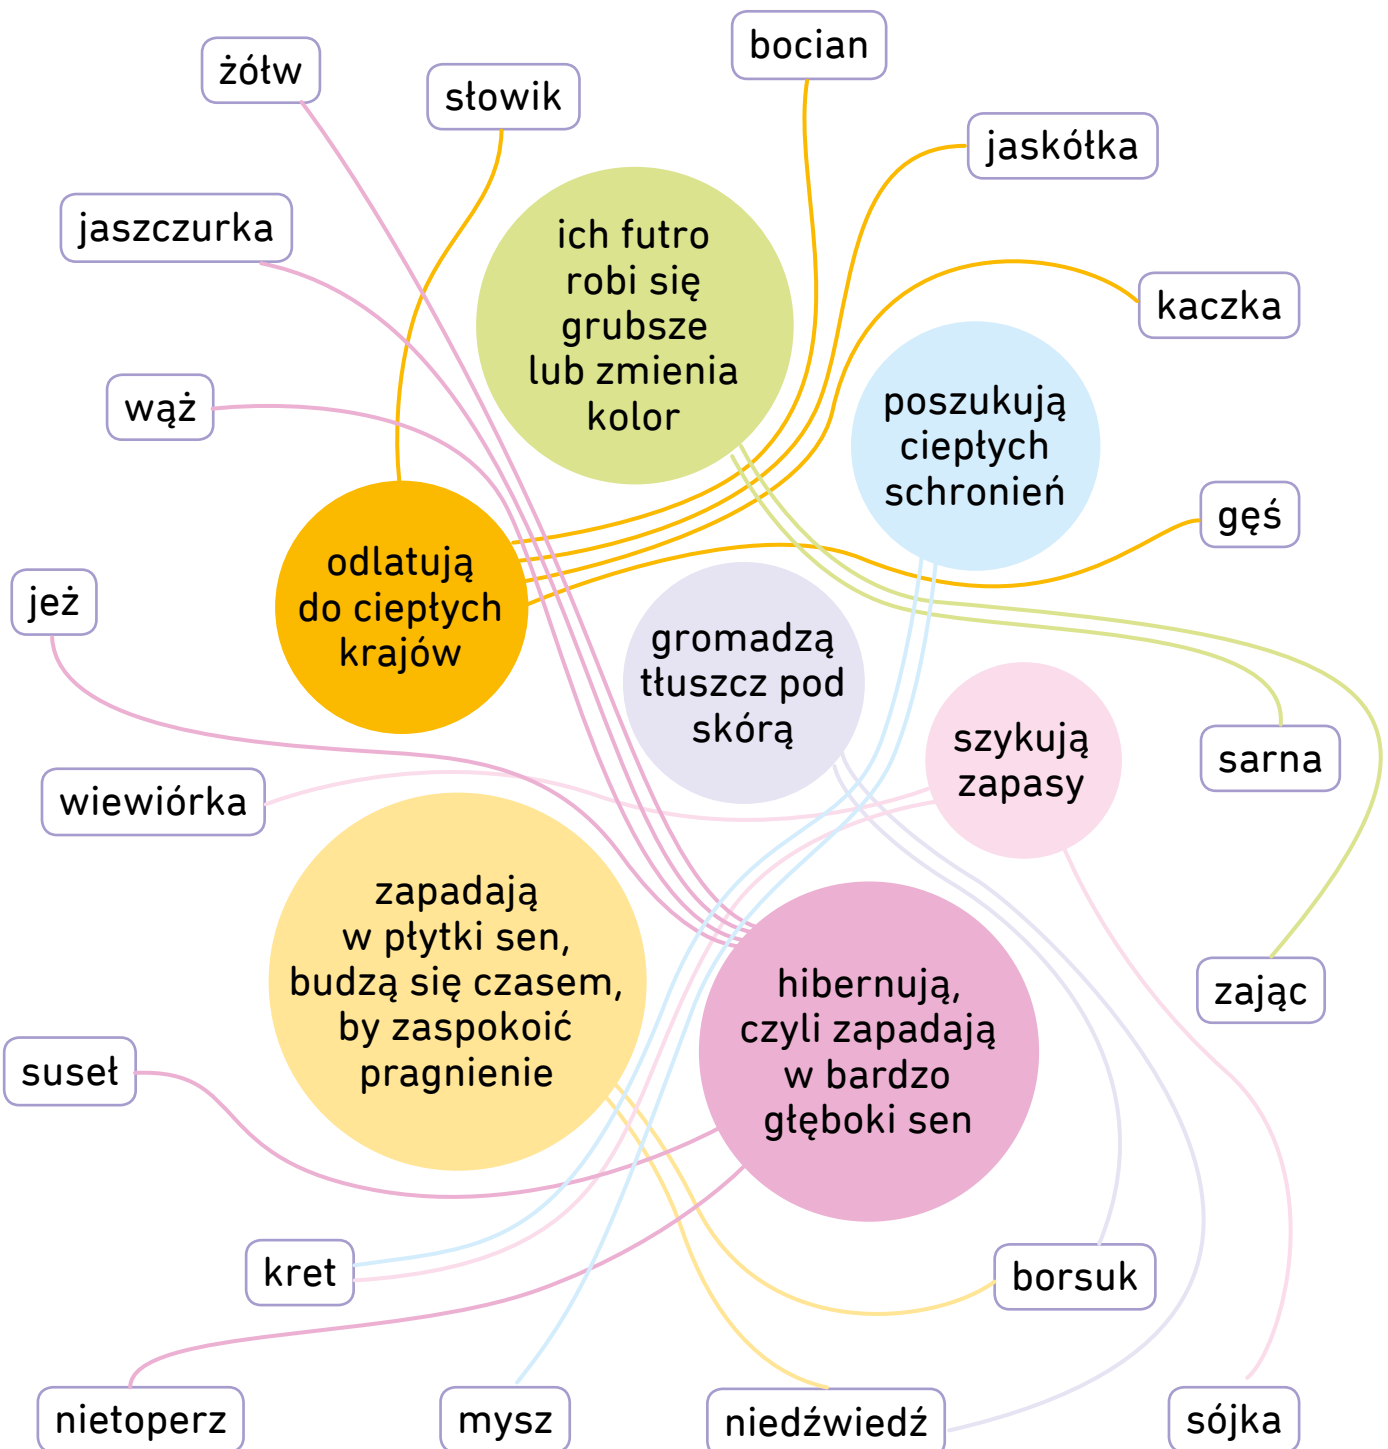 bocian
żółw
słowik
jaskółka
jaszczurka
ich futro
robi się
grubsze
lub zmienia
kolor
kaczka
wąż
poszukują
ciepłych
schronień
gęś
odlatują
do ciepłych
krajów
jeż
gromadzą
tłuszcz pod
skórą
szykują
zapasy
sarna
wiewiórka
zapadają
w płytki sen,
budzą się czasem,
by zaspokoić
pragnienie
hibernują,
czyli zapadają
w bardzo
głęboki sen
zając
suseł
kret
borsuk
nietoperz
mysz
niedźwiedź
sójka